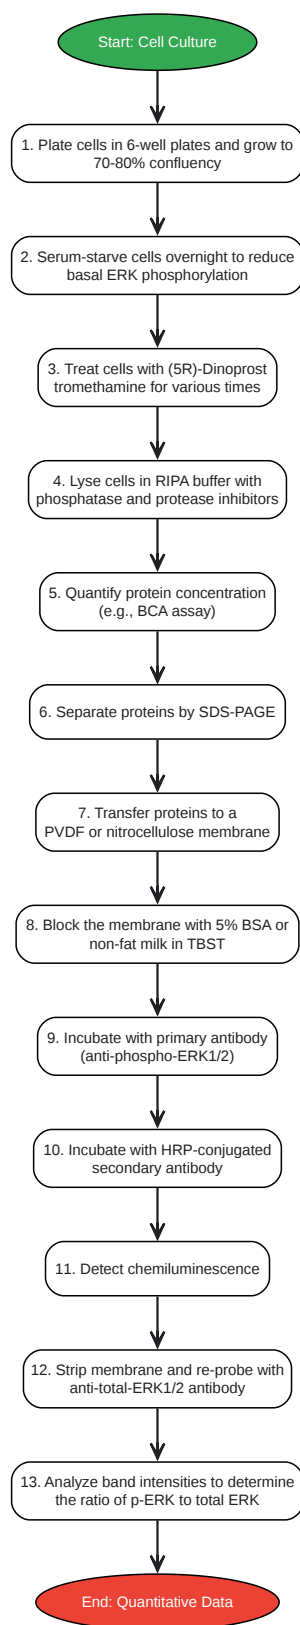 Start: Cell Culture
1. Plate cells in 6-well plates and grow to
70-80% confluency
2. Serum-starve cells overnight to reduce
basal ERK phosphorylation
3. Treat cells with (5R)-Dinoprost
tromethamine for various times
4. Lyse cells in RIPA buffer with
phosphatase and protease inhibitors
5. Quantify protein concentration
(e.g., BCA assay)
6. Separate proteins by SDS-PAGE
7. Transfer proteins to a
PVDF or nitrocellulose membrane
8. Block the membrane with 5% BSA or
non-fat milk in TBST
9. Incubate with primary antibody
(anti-phospho-ERK1/2)
10. Incubate with HRP-conjugated
secondary antibody
11. Detect chemiluminescence
12. Strip membrane and re-probe with
anti-total-ERK1/2 antibody
13. Analyze band intensities to determine
the ratio of p-ERK to total ERK
End: Quantitative Data